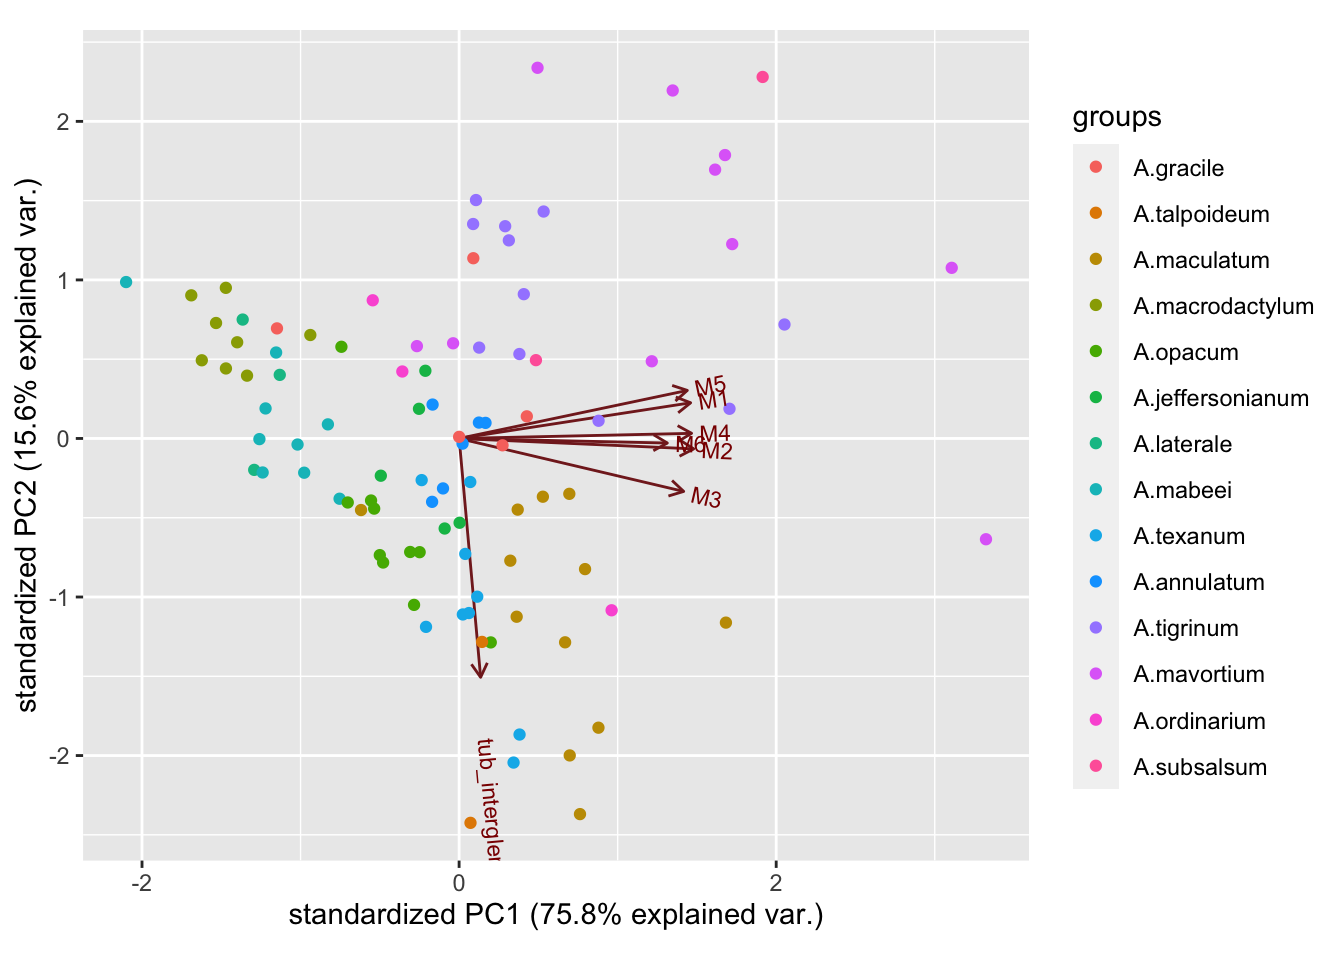 standardized PC2 (15.6% explained var.)
2
1
0
-1
-2
M5
M1
M4
M6
M2
M3
tub_intergler
-2
0
2
standardized PC1 (75.8% explained var.)
groups
A.gracile
A.talpoideum
A.maculatum
A.macrodactylum
A.opacum
A.jeffersonianum
A.laterale
A.mabeei
A.texanum
A.annulatum
A.tigrinum
A.mavortium
A.ordinarium
A.subsalsum